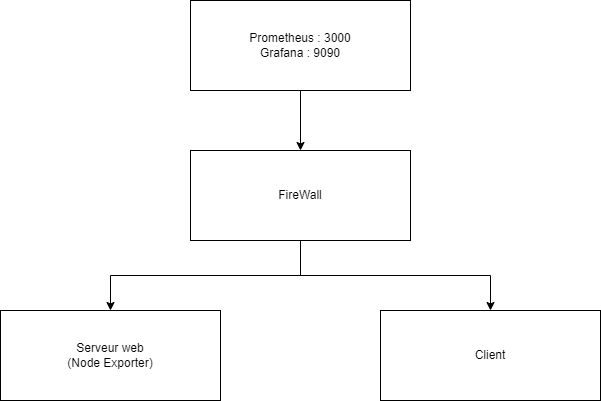 Prometheus : 3000
Grafana : 9090
FireWall
Serveur web
(Node Exporter)
Client